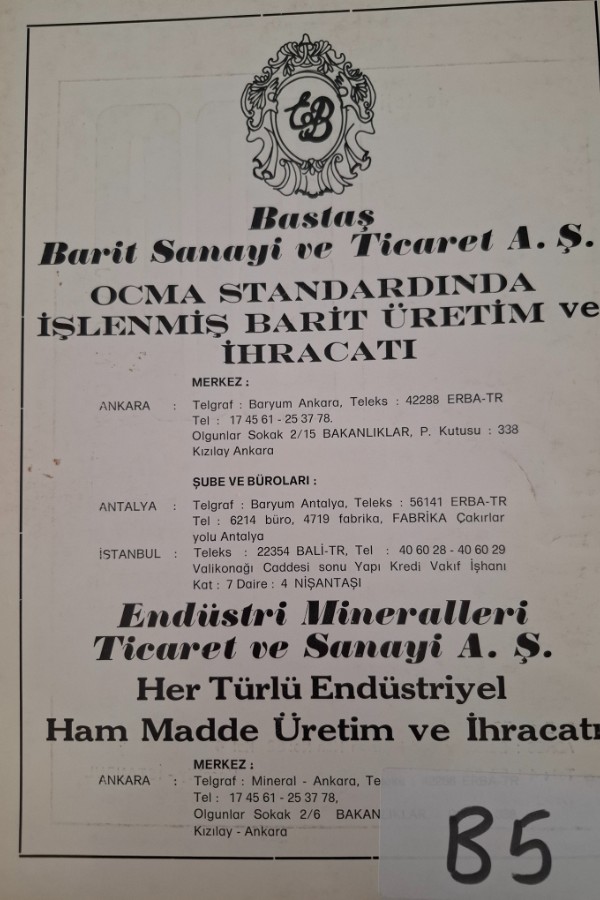 EB
Bastaş
Barit Sanayi ve Ticaret A. Ş.
OCMA STANDARDINDA
İŞLENMİŞ BARİT ÜRETİM ve
İHRACATI
MERKEZ :
ANKARA : Telgraf : Baryum Ankara, Teleks : 42288 ERBA-TR
Tel : 17 45 61 - 25 37 78.
Olgunlar Sokak 2/15 BAKANLIKLAR, P. Kutusu : 338
Kızılay Ankara
ŞUBE VE BÜROLARI :
ANTALYA : Telgraf : Baryum Antalya, Teleks : 56141 ERBA-TR
Tel : 6214 büro, 4719 fabrika, FABRİKA Çakırlar
yolu Antalya
İSTANBUL : Teleks : 22354 BALİ-TR, Tel : 40 60 28 - 40 60 29
Valikonağı Caddesi sonu Yapı Kredi Vakıf İşhanı
Kat : 7 Daire : 4 NİŞANTAŞI
Endüstri Mineralleri
Ticaret ve Sanayi A. Ş.
Her Türlü Endüstriyel
Ham Madde Üretim ve İhracatı
MERKEZ :
ANKARA : Telgraf : Mineral - Ankara,
Tel : 17 45 61 - 25 37 78,
Olgunlar Sokak 2/6
Kızılay - Ankara
B5